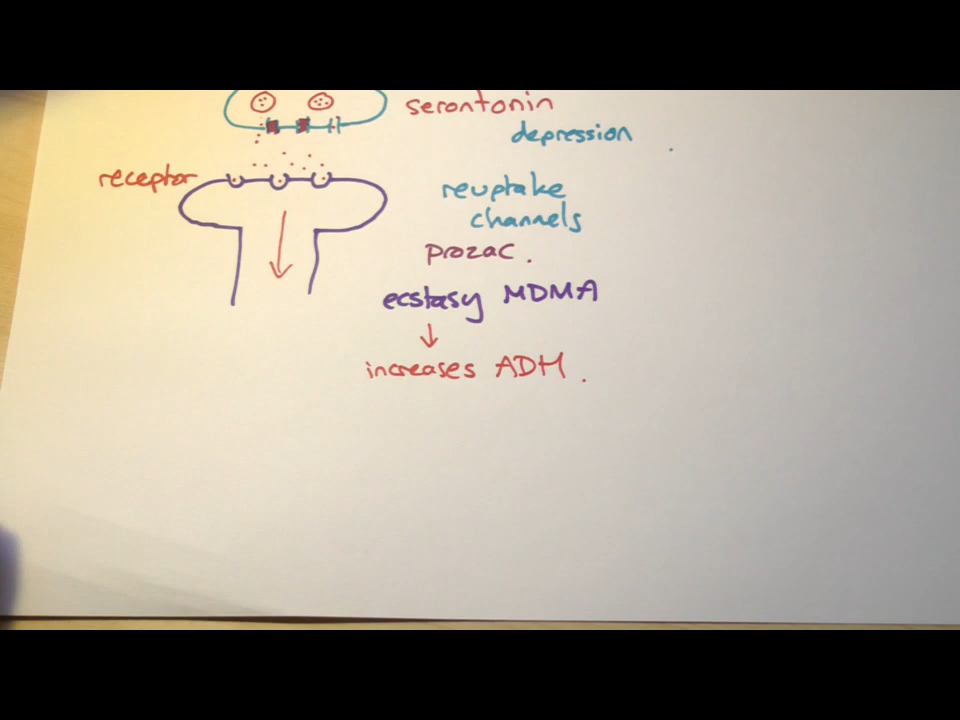 serontonin
depression
receptor
reuptake
channels
prozac.
ecstasy MDMA
increases ADH.